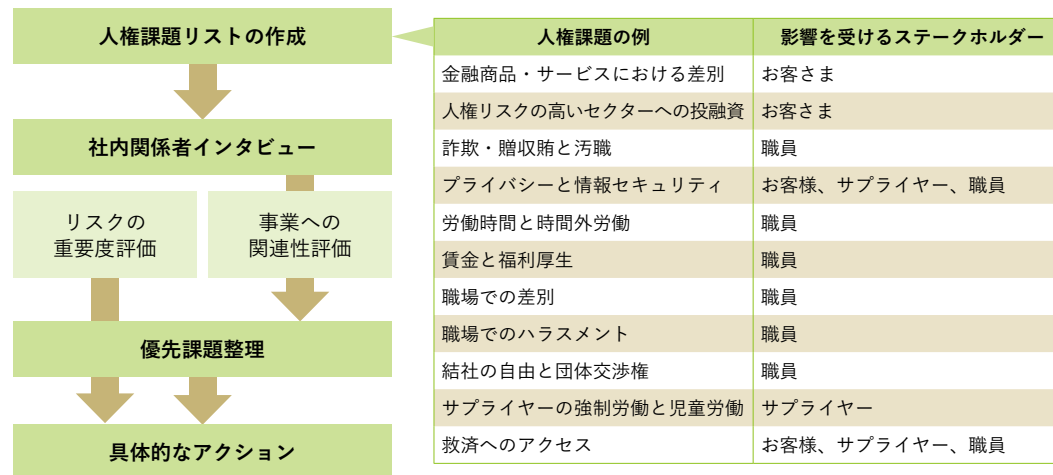 人権課題リストの作成
社内関係者インタビュー
リスクの
重要度評価
事業への
関連性評価
優先課題整理
具体的なアクション
人権課題の例 影響を受けるステークホルダー
金融商品・サービスにおける差別 お客さま
人権リスクの高いセクターへの投融資 お客さま
詐欺・贈収賄と汚職 職員
プライバシーと情報セキュリティ お客様、サプライヤー、職員
労働時間と時間外労働 職員
賃金と福利厚生 職員
職場での差別 職員
職場でのハラスメント 職員
結社の自由と団体交渉権 職員
サプライヤーの強制労働と児童労働 サプライヤー
救済へのアクセス お客様、サプライヤー、職員